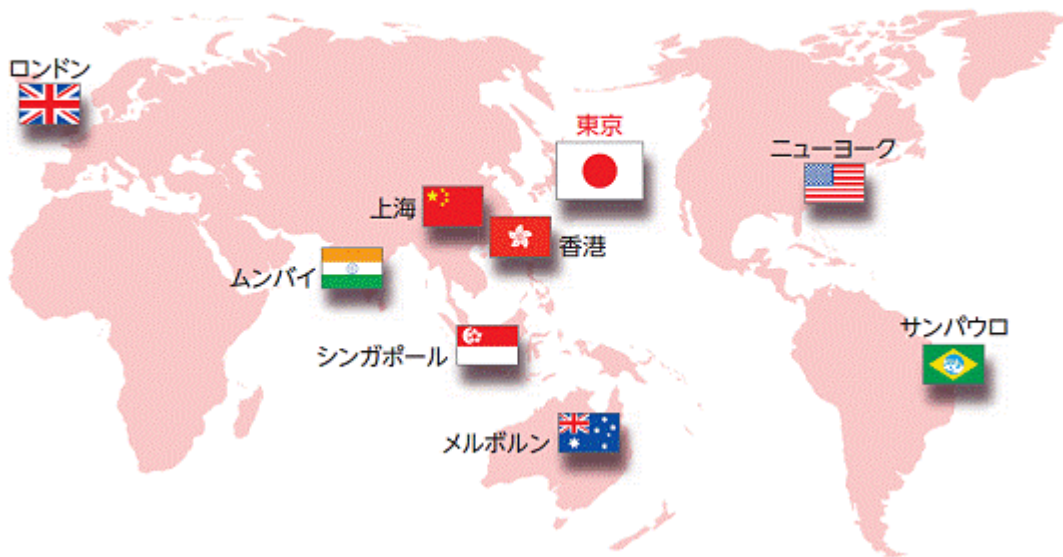 ロンドン
東京
ニューヨーク
上海
香港
ムンバイ
サンパウロ
シンガポール
メルボルン